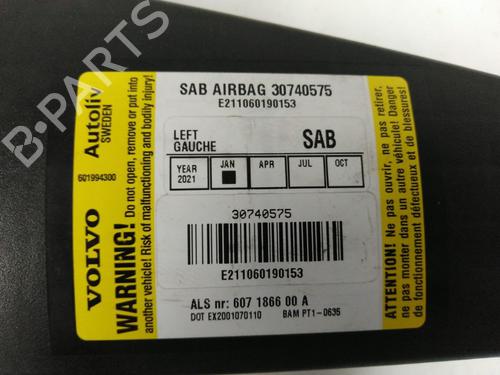 B-PARTS
SAB AIRBAG 30740575
E211060190153
LEFT
GAUCHE
SAB
YEAR
2021
JAN
APR
JUL
OCT
30740575
E211060190153
ALS nr: 607 1866 00 A
DOT EX2001070110
BAM PT1-0635
Autoliv
SWEDEN
601994300
VOLVO
WARNING! Do not open, remove or put into
another vehicle! Risk of malfunctioning and bodily injury!
ATTENTION! Ne pas ouvrir, ne pas retirer,
ne pas monter dans un autre véhicule! Danger
de fonctionnement défectueux et de blessures!